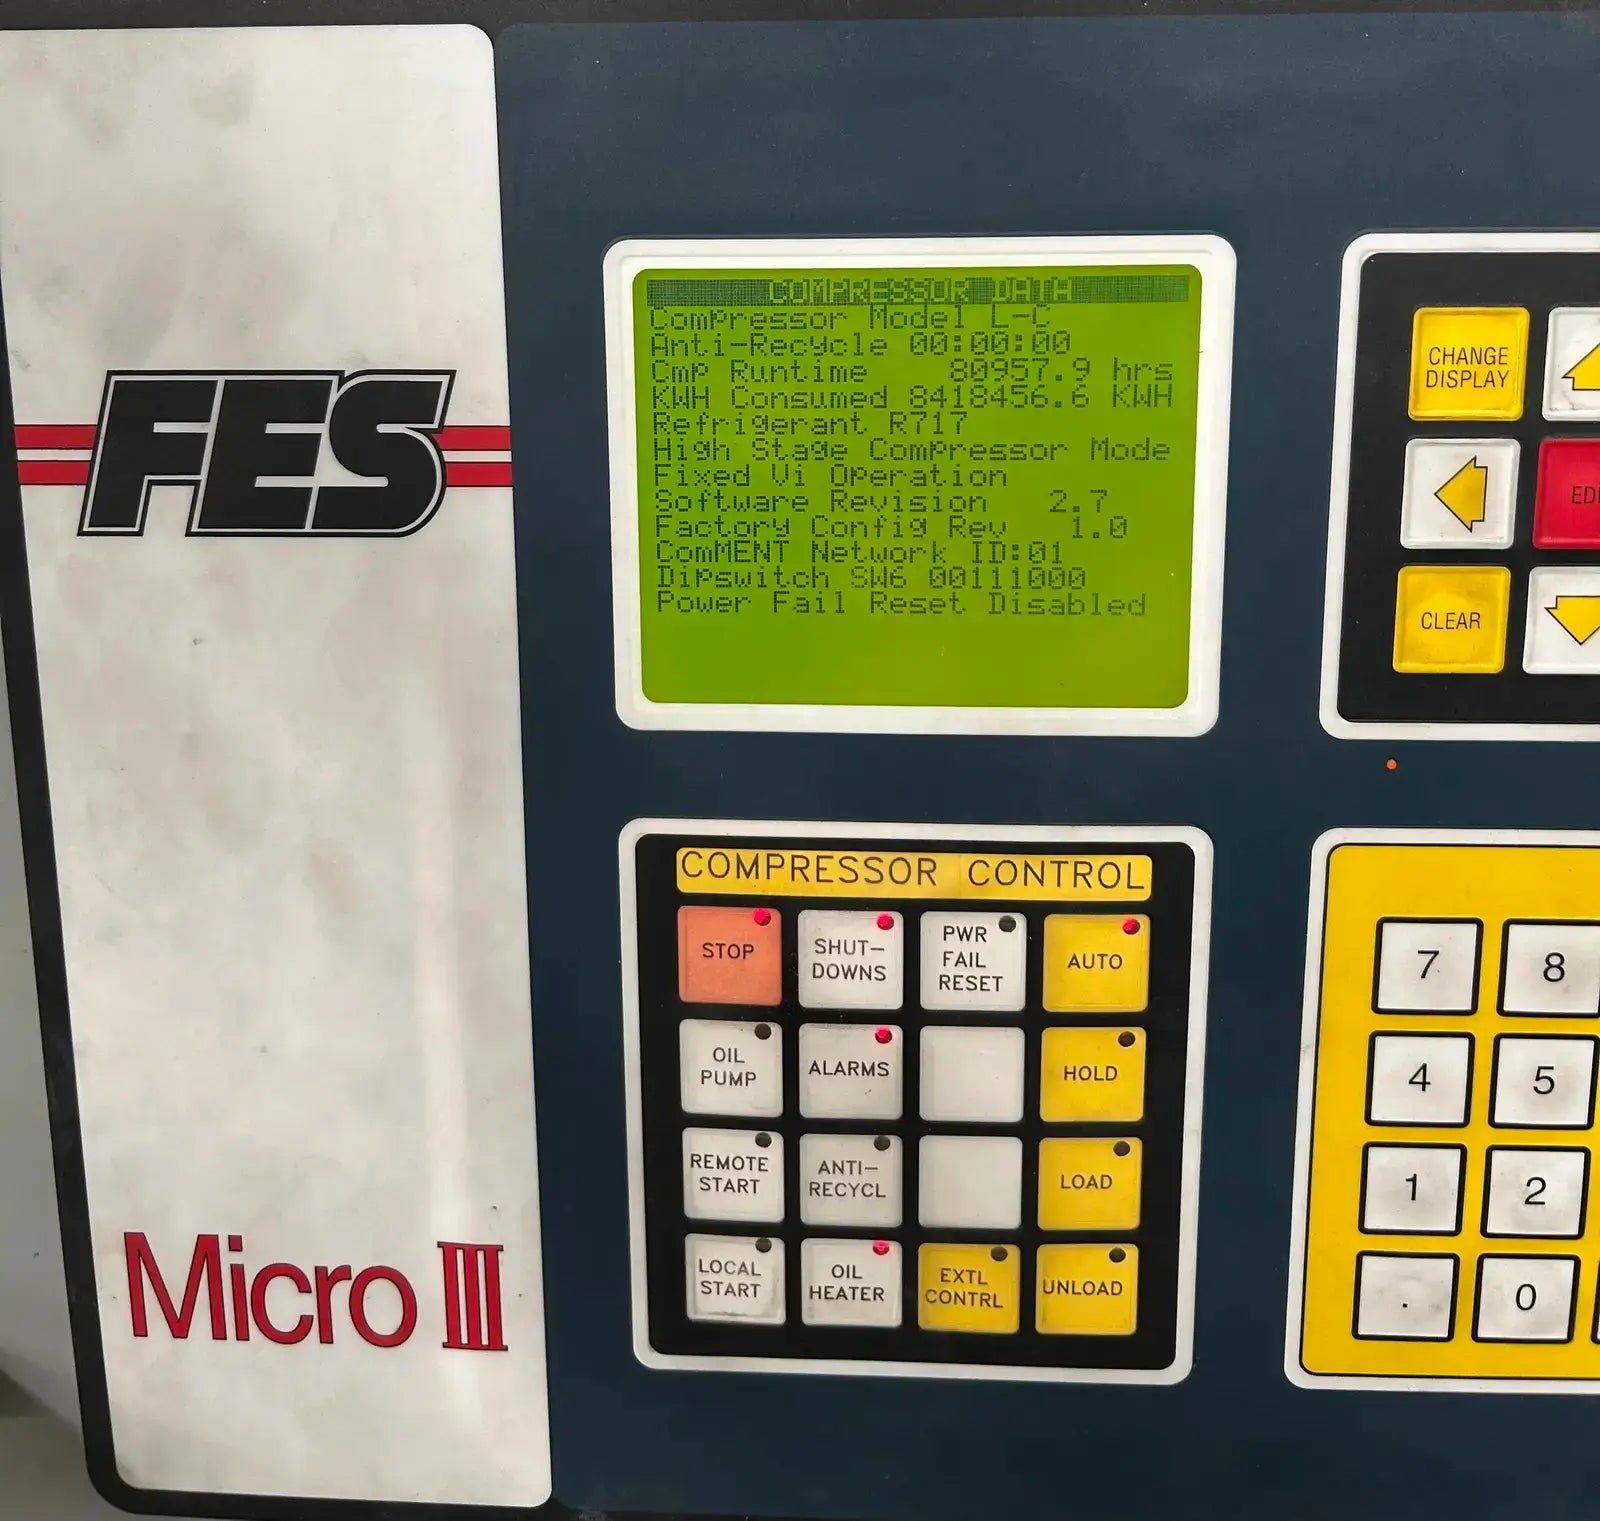 FES
Micro III
COMPRESSOR DATA
Compressor Model L-C
Anti-Recycle 00:00:00
Cmp Runtime 80957.9 hrs
KWH Consumed 8418456.6 KWH
Refrigerant R717
High Stage Compressor Mode
Fixed Vi Operation
Software Revision 2.7
Factory Config Rev 1.0
ComMENT Network ID:01
Dipswitch SW6 00111000
Power Fail Reset Disabled
CHANGE
DISPLAY
CLEAR
COMPRESSOR CONTROL
STOP
SHUT-
DOWNS
PWR
FAIL
RESET
AUTO
OIL
PUMP
ALARMS
HOLD
REMOTE
START
ANTI-
RECYCL
LOAD
LOCAL
START
OIL
HEATER
EXTL
CONTRL
UNLOAD
7 8
4 5
1 2
. 0